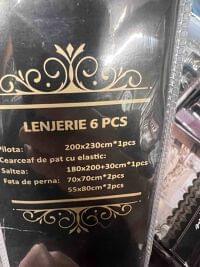 LENJERIE 6 PCS
Pilota: 200x230cm*1pcs
Cearceaf de pat cu elastic:
Saltea: 180x200+30cm*1pcs
Fata de perna: 70x70cm*2pcs
55x80cm*2pcs